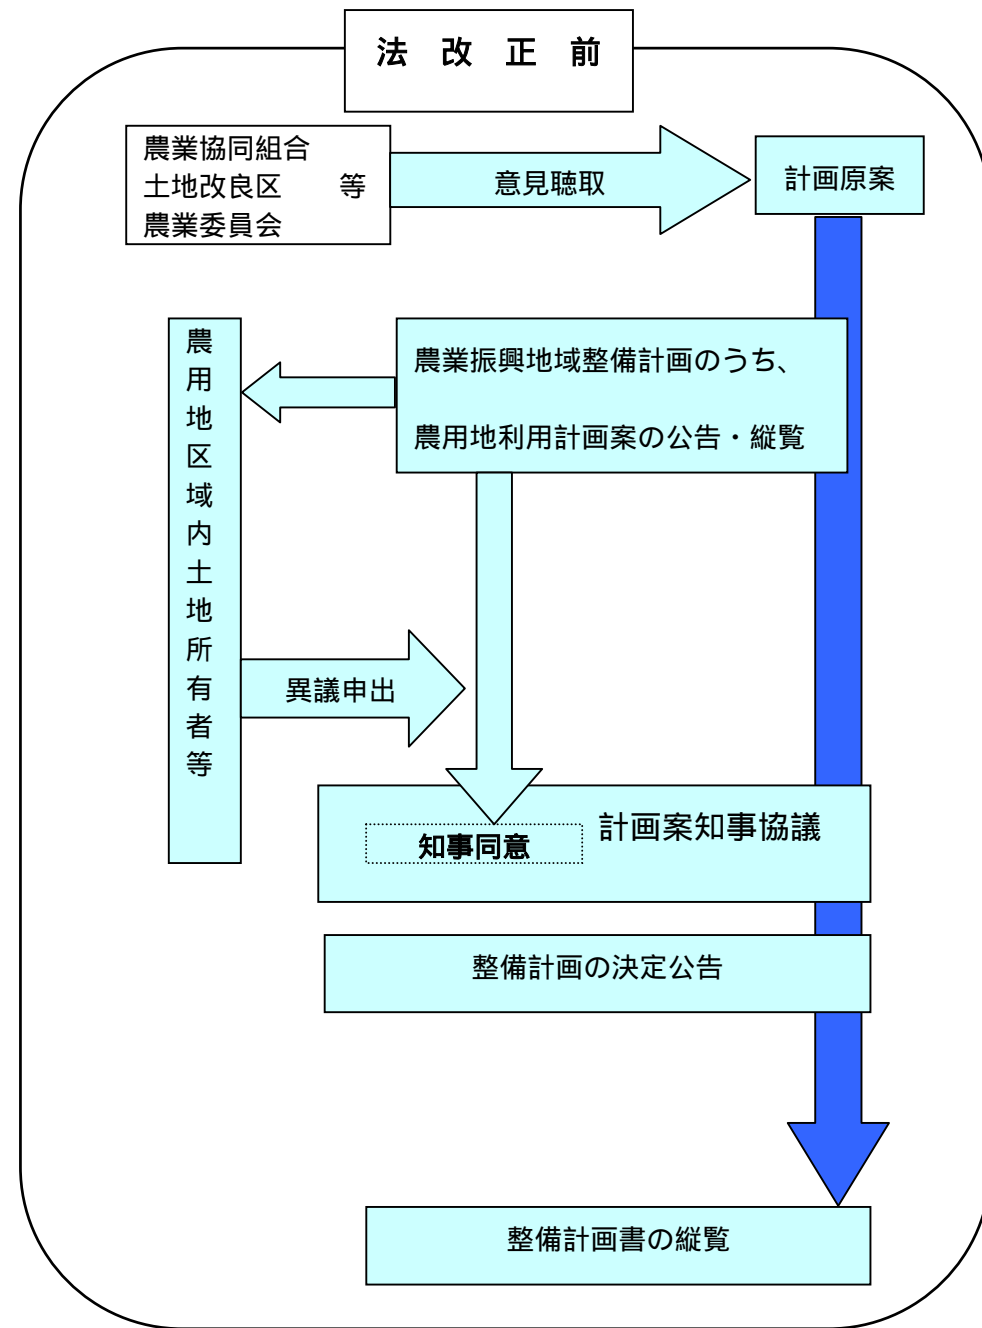 法　改　正　前
農業協同組合
土地改良区　　等
農業委員会
意見聴取
計画原案
農業振興地域整備計画のうち、
農用地利用計画案の公告・縦覧
農用地区域内土地所有者等
異議申出
計画案知事協議
知事同意
整備計画の決定公告
整備計画書の縦覧